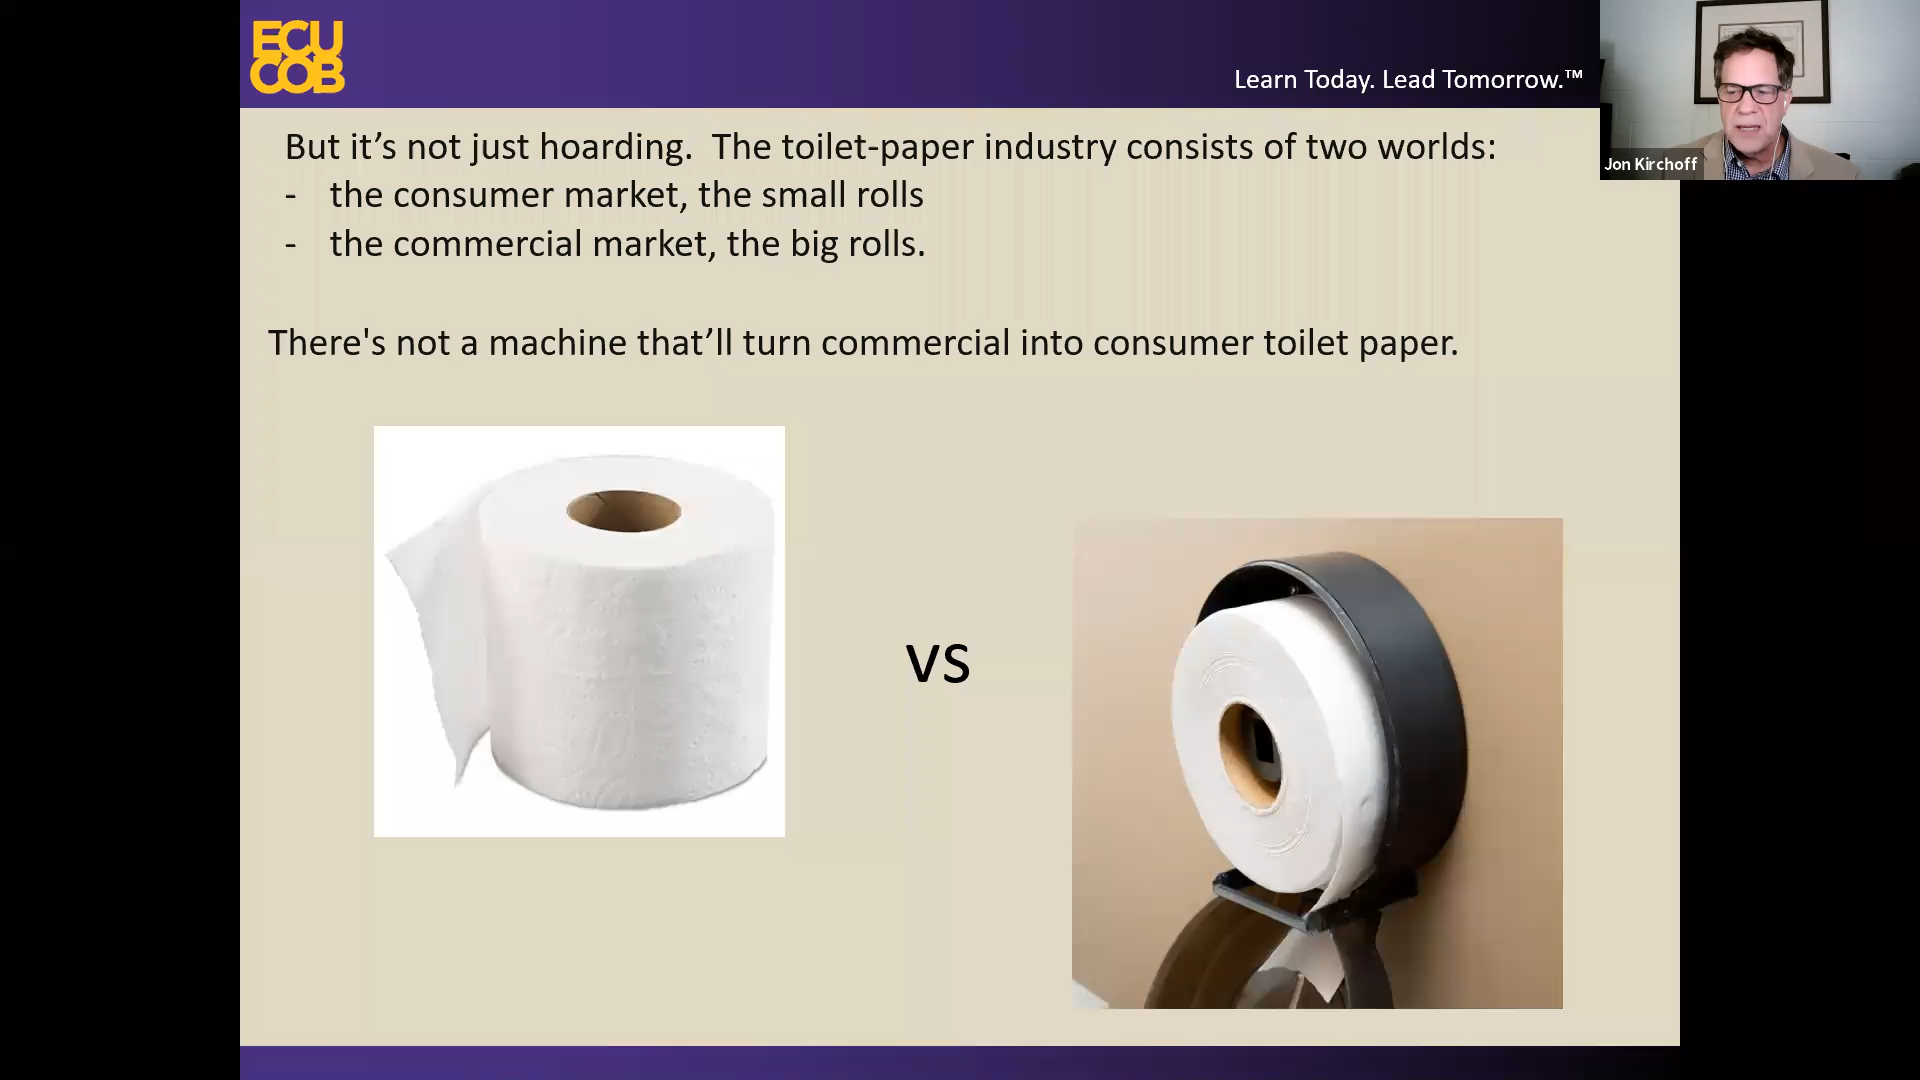 ECU
COB
Learn Today. Lead Tomorrow.™
Jon Kirchoff
But it’s not just hoarding.  The toilet-paper industry consists of two worlds:
- the consumer market, the small rolls
- the commercial market, the big rolls.
There's not a machine that’ll turn commercial into consumer toilet paper.
vs